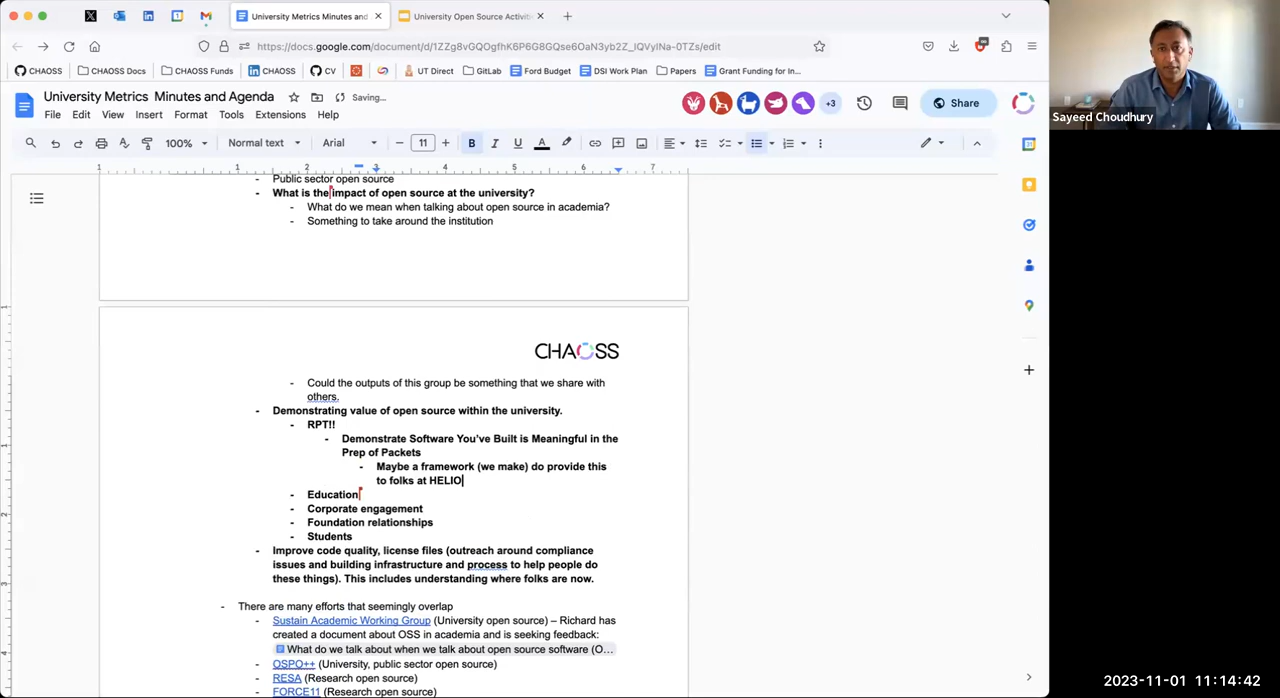 University Metrics Minutes and
University Open Source Activiti
https://docs.google.com/document/d/1ZZg8vGQOgfhK6P6G8GQse6OaN3yb2Z_lQVyINa-0TZs/edit
CHAOSS
CHAOSS Docs
CHAOSS Funds
CHAOSS
CV
UT Direct
GitLab
Ford Budget
DSI Work Plan
Papers
Grant Funding for In...
University Metrics Minutes and Agenda
Saving...
+3
Share
File Edit View Insert Format Tools Extensions Help
100% Normal text Arial 11 B I U A
1 1 2 3 4 5 6 7
Sayeed Choudhury
- Public sector open source
- What is the impact of open source at the university?
- What do we mean when talking about open source in academia?
- Something to take around the institution
CHAOSS
- Could the outputs of this group be something that we share with
others.
- Demonstrating value of open source within the university.
- RPT!!
- Demonstrate Software You've Built is Meaningful in the
Prep of Packets
- Maybe a framework (we make) do provide this
to folks at HELIO
- Education
- Corporate engagement
- Foundation relationships
- Students
- Improve code quality, license files (outreach around compliance
issues and building infrastructure and process to help people do
these things). This includes understanding where folks are now.
- There are many efforts that seemingly overlap
- Sustain Academic Working Group (University open source) – Richard has
created a document about OSS in academia and is seeking feedback:
What do we talk about when we talk about open source software (O...
- OSPO++ (University, public sector open source)
- RESA (Research open source)
- FORCE11 (Research open source)
2023-11-01 11:14:42